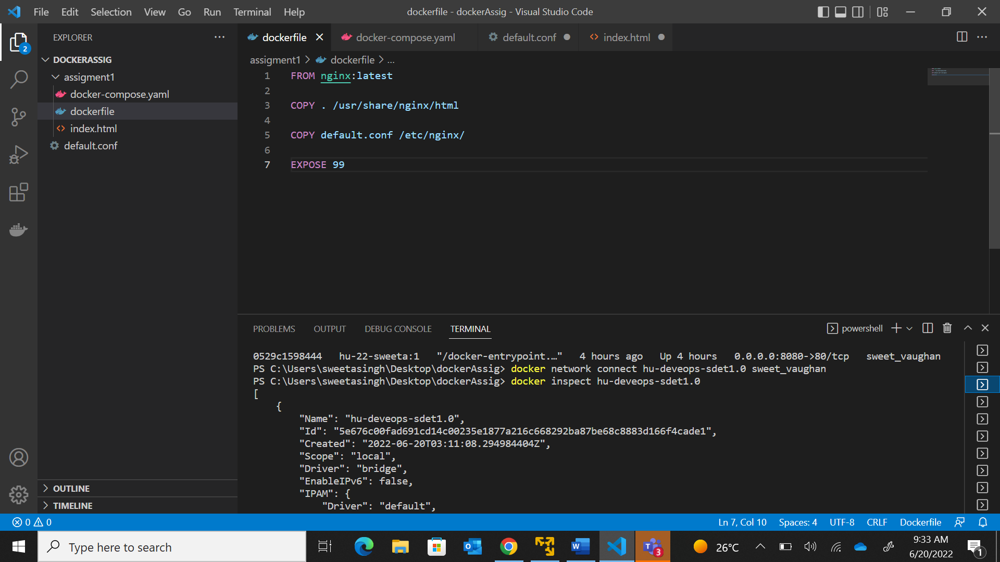 File Edit Selection View Go Run Terminal Help
dockerfile - dockerAssig - Visual Studio Code
2
EXPLORER
DOCKERASSIG
assigment1
docker-compose.yaml
dockerfile
index.html
default.conf
OUTLINE
TIMELINE
dockerfile docker-compose.yaml default.conf index.html
assigment1 > dockerfile > ...
1 FROM nginx:latest
2
3 COPY . /usr/share/nginx/html
4
5 COPY default.conf /etc/nginx/
6
7 EXPOSE 99
PROBLEMS OUTPUT DEBUG CONSOLE TERMINAL
powershell
0529c1598444 hu-22-sweeta:1 "/docker-entrypoint.…" 4 hours ago Up 4 hours 0.0.0.0:8080->80/tcp sweet_vaughan
PS C:\Users\sweetasingh\Desktop\dockerAssig> docker network connect hu-deveops-sdet1.0 sweet_vaughan
PS C:\Users\sweetasingh\Desktop\dockerAssig> docker inspect hu-deveops-sdet1.0
[
{
"Name": "hu-deveops-sdet1.0",
"Id": "5e676c00fad691cd14c00235e1877a216c668292ba87be68c8883d166f4cade1",
"Created": "2022-06-20T03:11:08.294984404Z",
"Scope": "local",
"Driver": "bridge",
"EnableIPv6": false,
"IPAM": {
"Driver": "default",
0 0
Ln 7, Col 10 Spaces: 4 UTF-8 CRLF Dockerfile
Type here to search
3
26°C
9:33 AM
6/20/2022
1